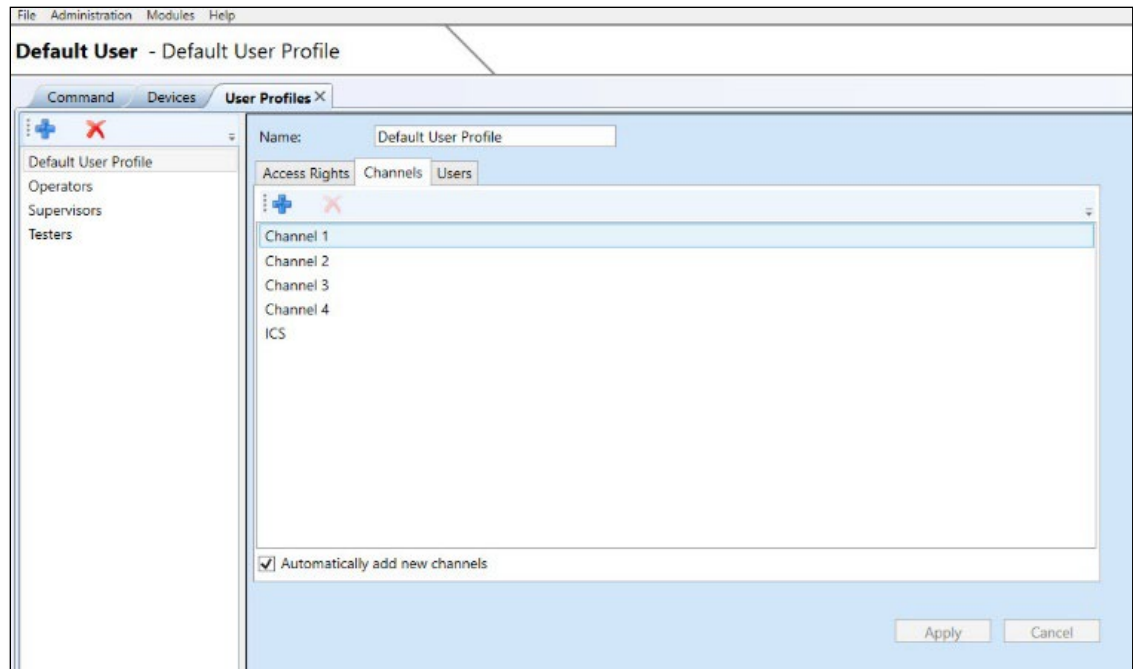 File Administration Modules Help
Default User - Default User Profile
Command Devices User Profiles
Default User Profile
Operators
Supervisors
Testers
Name: Default User Profile
Access Rights Channels Users
Channel 1
Channel 2
Channel 3
Channel 4
ICS
Automatically add new channels
Apply Cancel